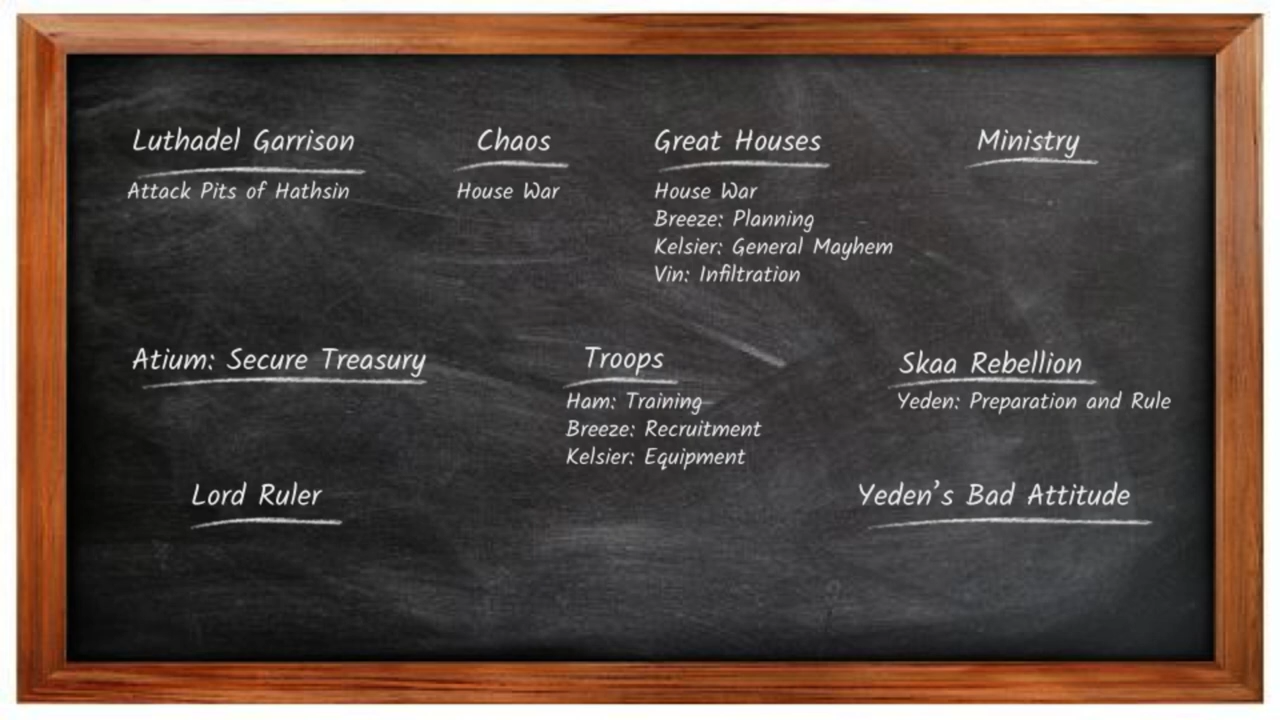 Luthadel Garrison
Attack Pits of Hathsin
Chaos
House War
Great Houses
House War
Breeze: Planning
Kelsier: General Mayhem
Vin: Infiltration
Ministry
Atium: Secure Treasury
Troops
Ham: Training
Breeze: Recruitment
Kelsier: Equipment
Skaa Rebellion
Yeden: Preparation and Rule
Lord Ruler
Yeden's Bad Attitude